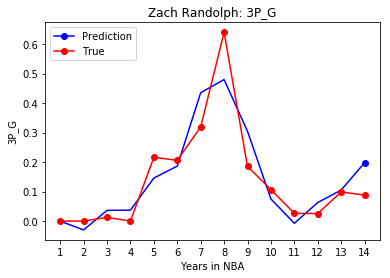 Zach Randolph: 3P_G
Prediction
True
3P_G
0.6
0.5
0.4
0.3
0.2
0.1
0.0
1 2 3 4 5 6 7 8 9 10 11 12 13 14
Years in NBA